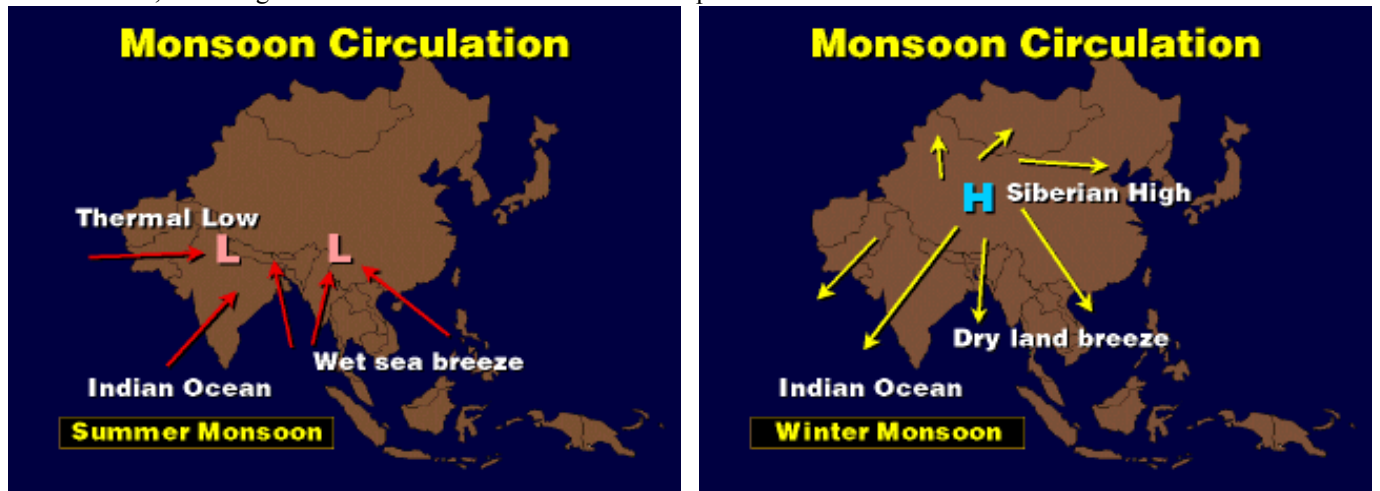 Monsoon Circulation
Thermal Low
L
L
Wet sea breeze
Indian Ocean
Summer Monsoon
Monsoon Circulation
H
Siberian High
Dry land breeze
Indian Ocean
Winter Monsoon